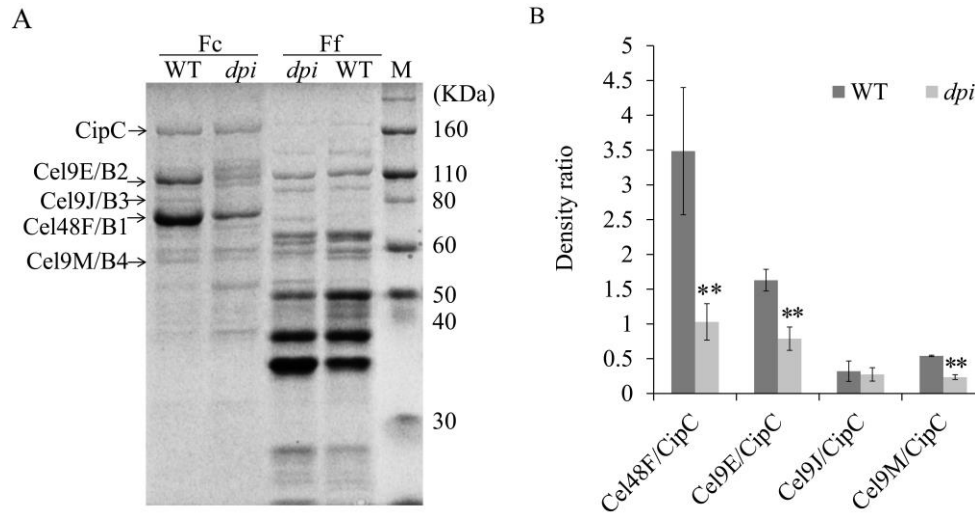 A
Fc Ff
WT dpi dpi WT M
(KDa)
CipC
160
Cel9E/B2
110
Cel9J/B3
80
Cel48F/B1
60
Cel9M/B4
50
40
30
B
WT dpi
Density ratio
5
4.5
4
3.5
3
2.5
2
1.5
1
0.5
0
**
**
**
Cel48F/CipC
Cel9E/CipC
Cel9J/CipC
Cel9M/CipC